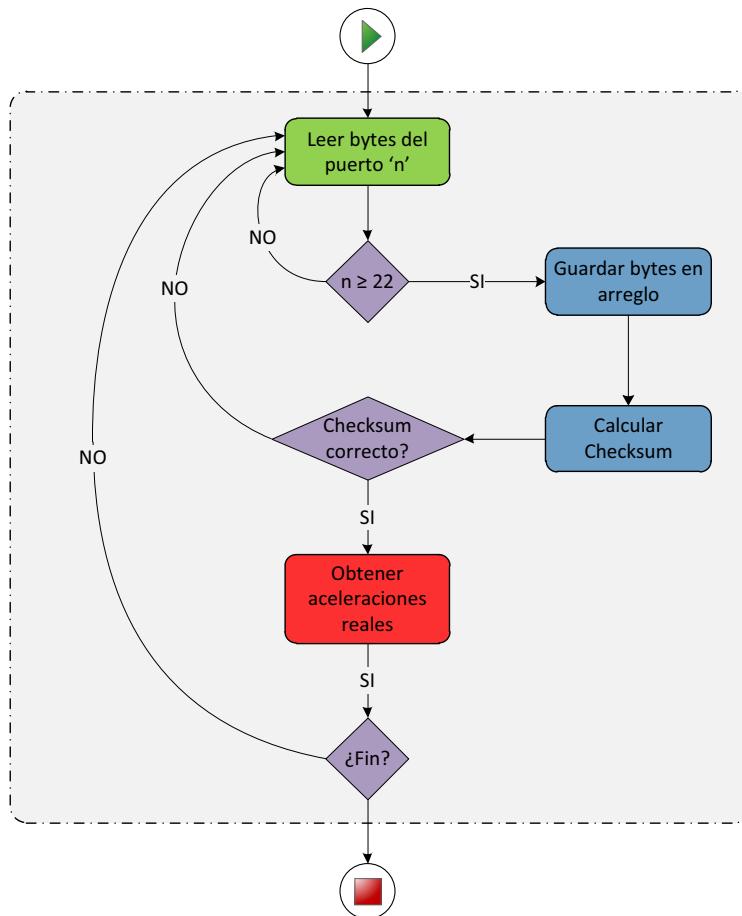 Leer bytes del
puerto ‘n’
NO
n ≥ 22
SI
Guardar bytes en
arreglo
NO
Checksum
correcto?
Calcular
Checksum
NO
SI
Obtener
aceleraciones
reales
SI
¿Fin?